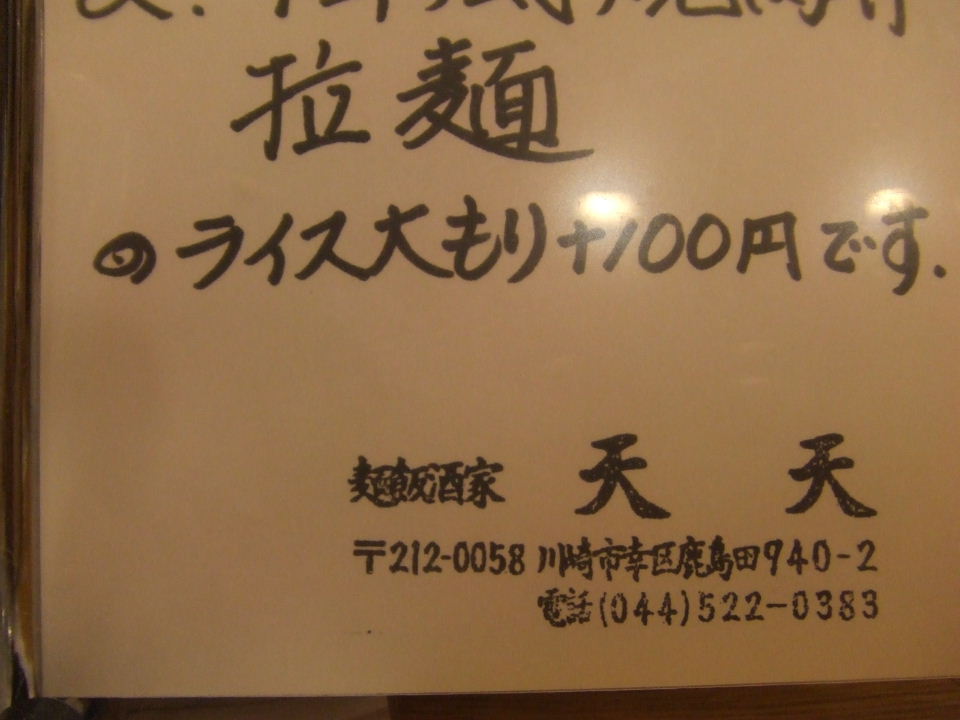 拉麺
のライス大もり+100円です.
麺飯酒家 天天
〒212-0058 川崎市幸区鹿島田940-2
電話(044)522-0383